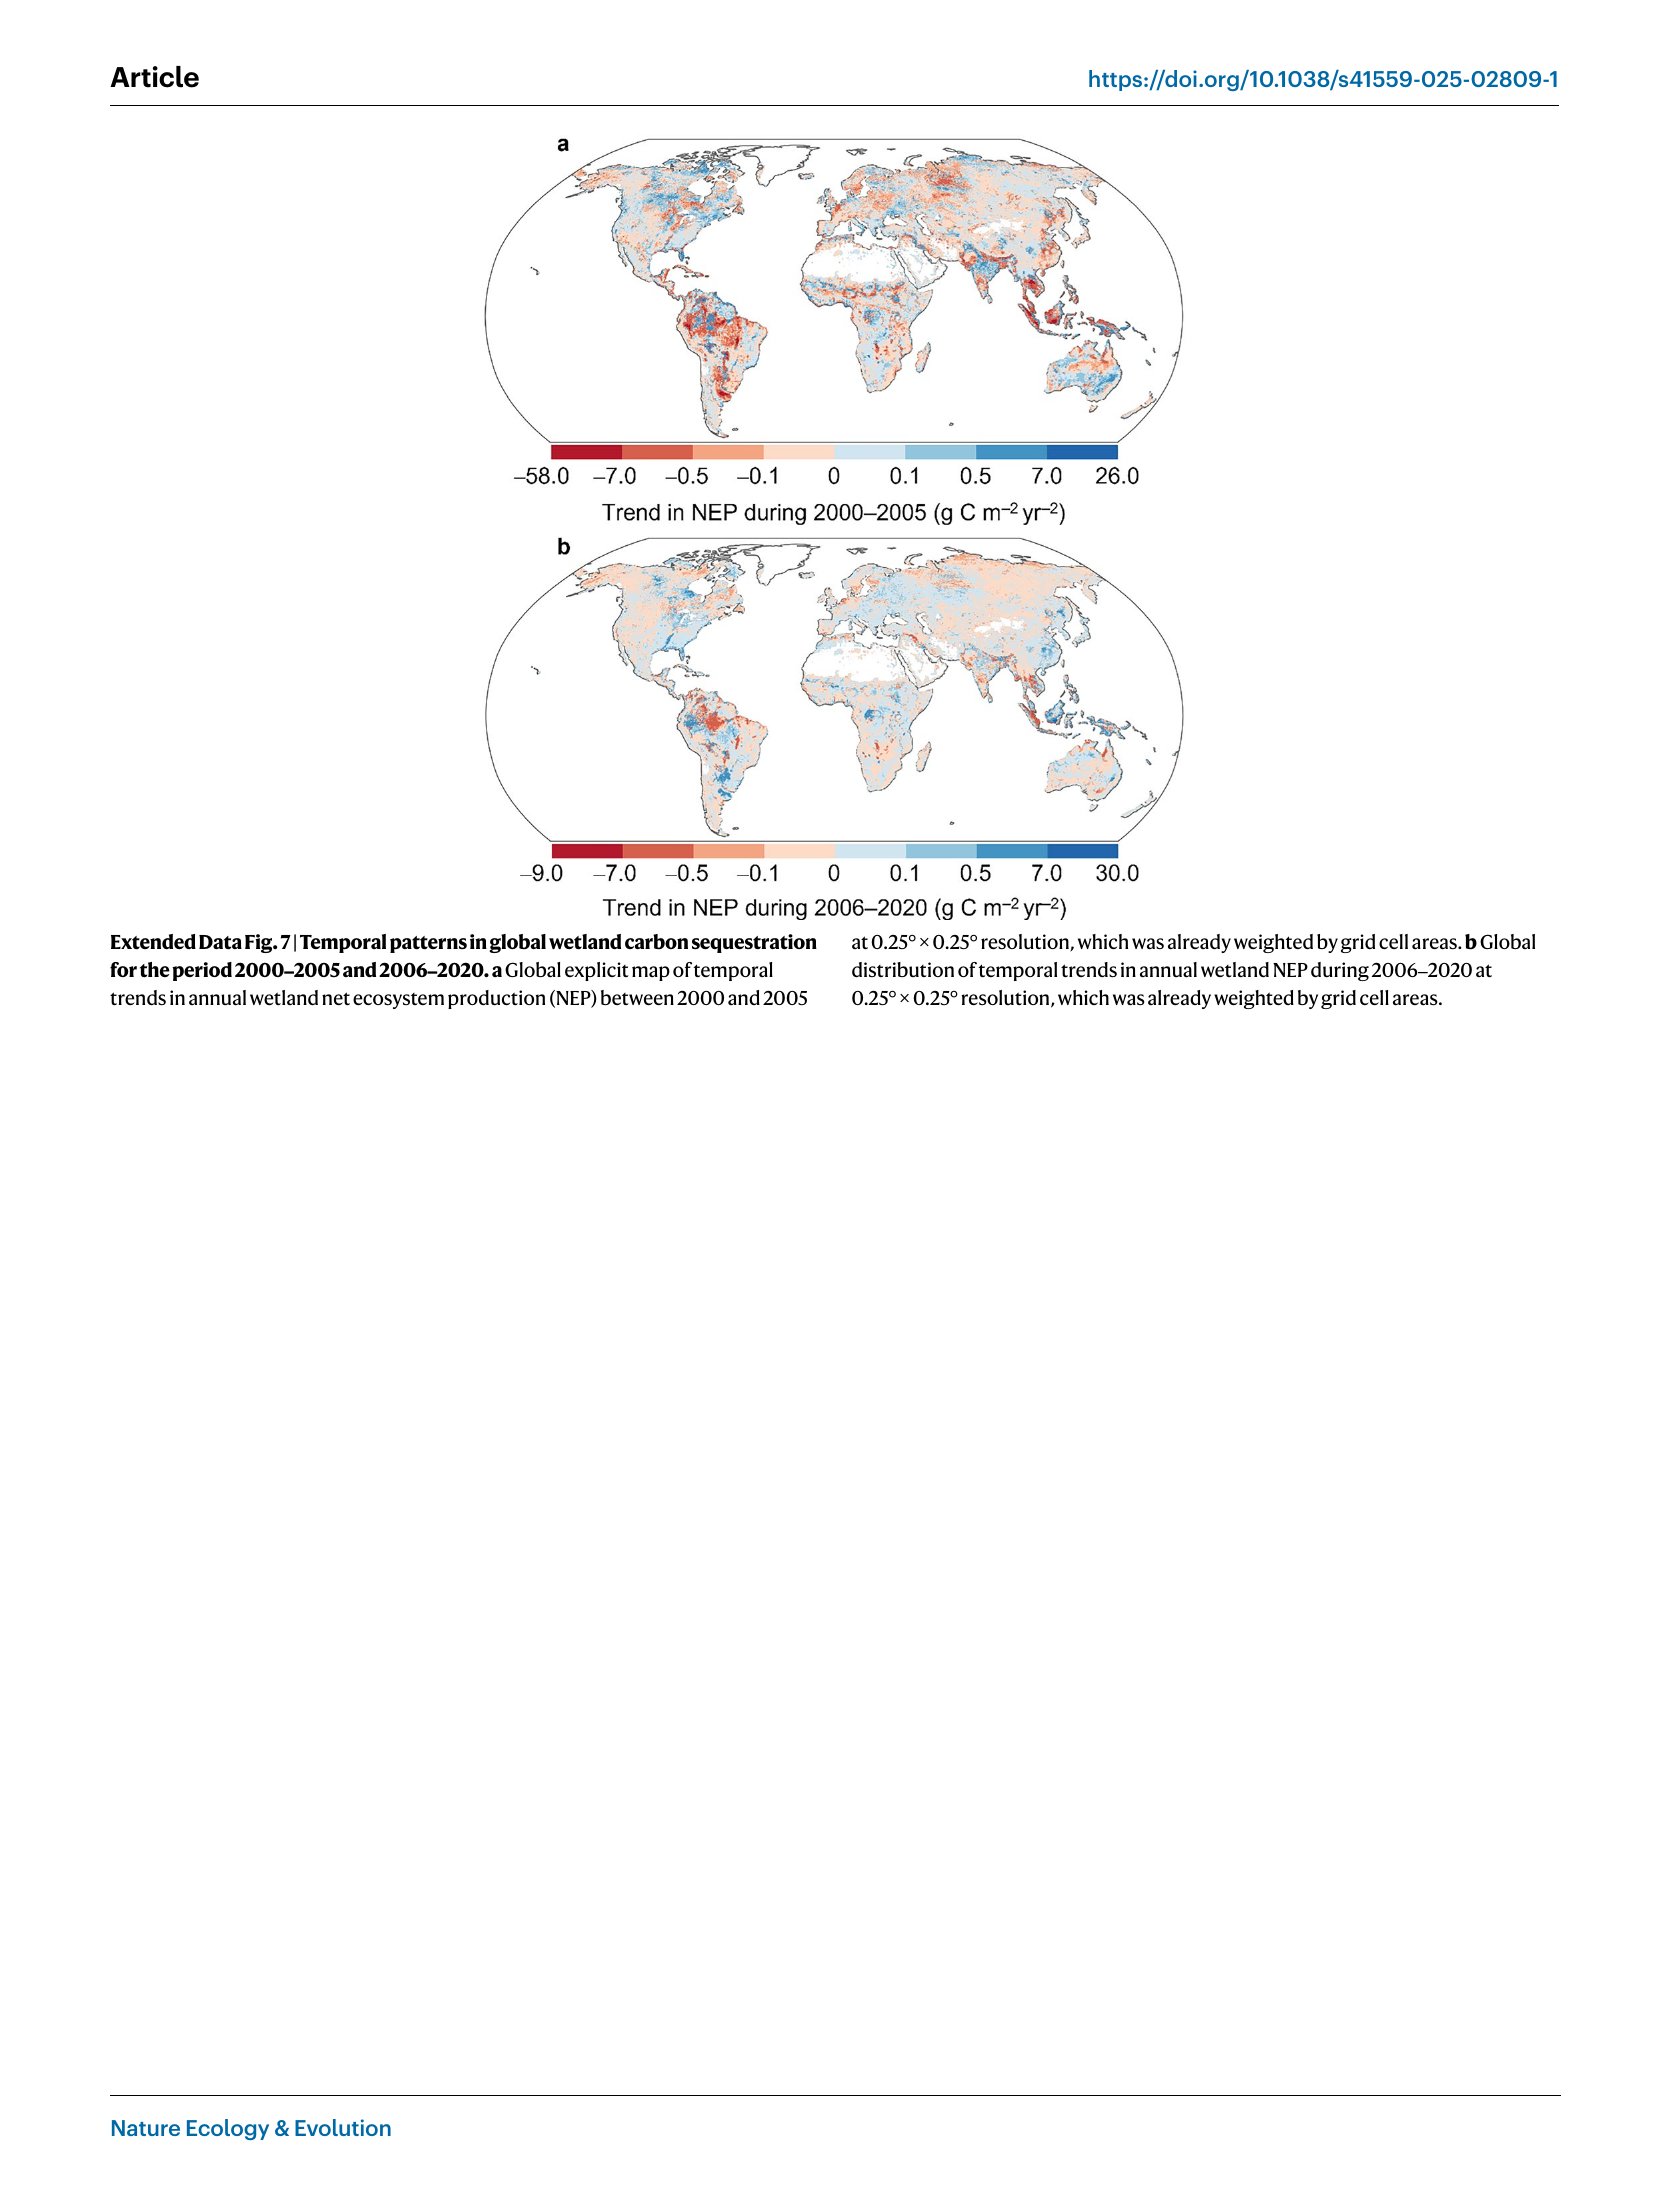 Article
https://doi.org/10.1038/s41559-025-02809-1
a
–58.0 –7.0 –0.5 –0.1 0 0.1 0.5 7.0 26.0
Trend in NEP during 2000–2005 (g C m⁻² yr⁻²)
b
–9.0 –7.0 –0.5 –0.1 0 0.1 0.5 7.0 30.0
Trend in NEP during 2006–2020 (g C m⁻² yr⁻²)
Extended Data Fig. 7 | Temporal patterns in global wetland carbon sequestration
for the period 2000–2005 and 2006–2020. a Global explicit map of temporal
trends in annual wetland net ecosystem production (NEP) between 2000 and 2005
at 0.25° × 0.25° resolution, which was already weighted by grid cell areas. b Global
distribution of temporal trends in annual wetland NEP during 2006–2020 at
0.25° × 0.25° resolution, which was already weighted by grid cell areas.
Nature Ecology & Evolution